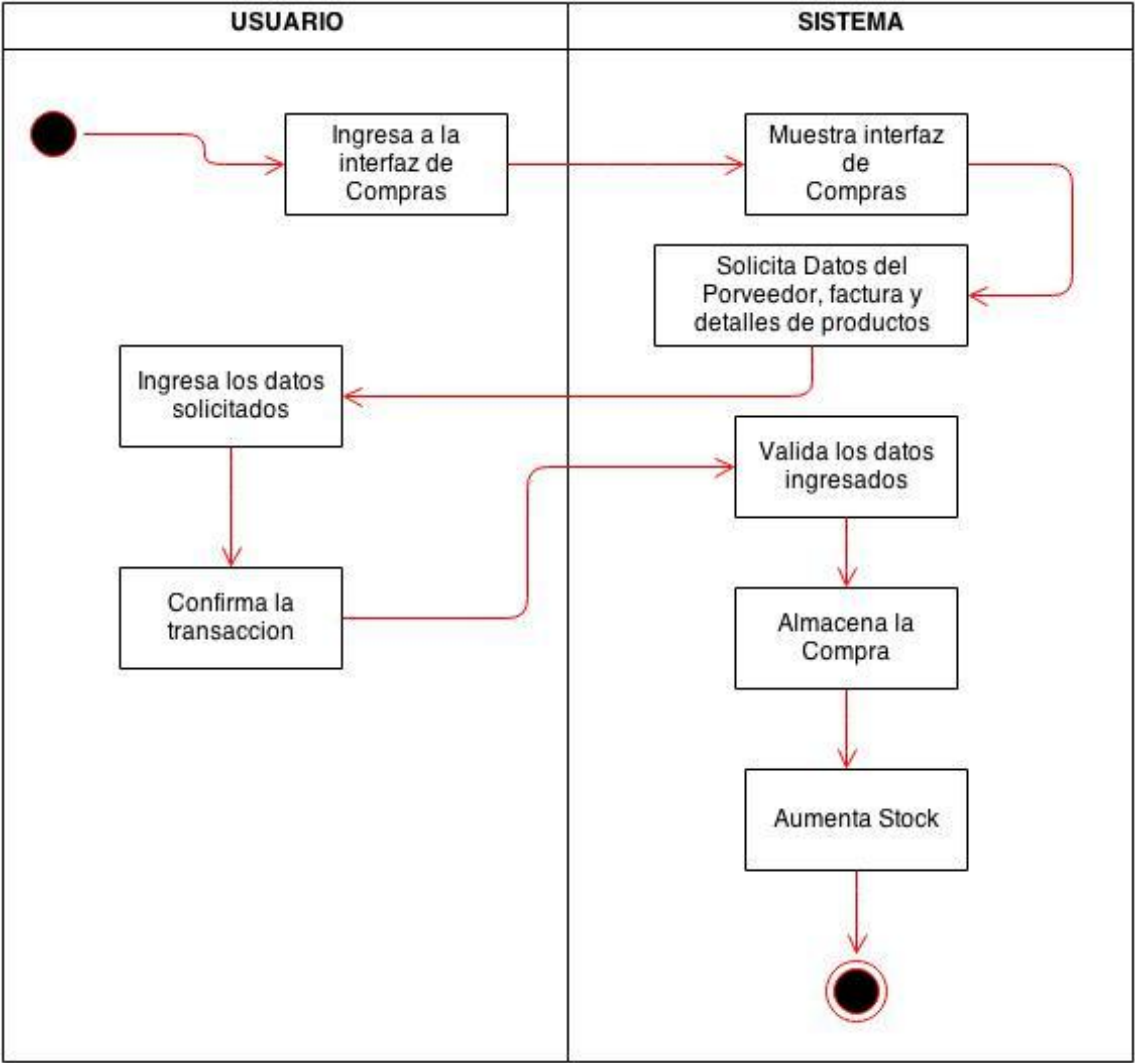 USUARIO
SISTEMA
Ingresa a la
interfaz de
Compras
Muestra interfaz
de
Compras
Solicita Datos del
Porveedor, factura y
detalles de productos
Ingresa los datos
solicitados
Valida los datos
ingresados
Confirma la
transaccion
Almacena la
Compra
Aumenta Stock